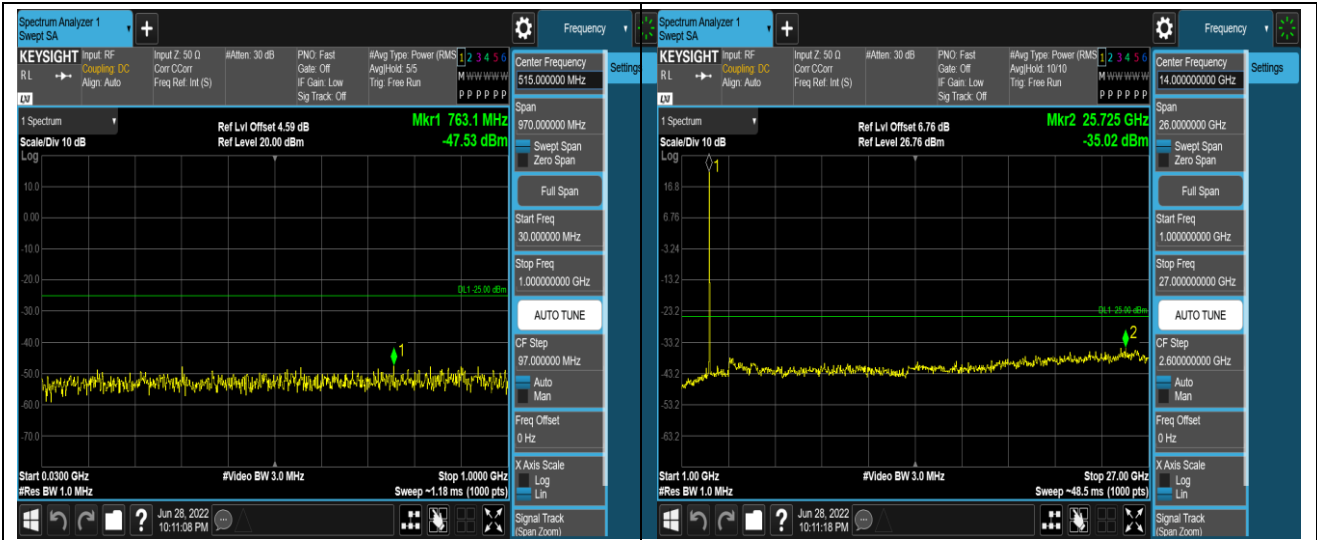 Spectrum Analyzer 1
Swept SA
+
Frequency
KEYSIGHT
Input: RF
Coupling: DC
Align: Auto
Input Z: 50 Ω
Corr CCorr
Freq Ref: Int (S)
#Atten: 30 dB
PNO: Fast
Gate: Off
IF Gain: Low
Sig Track: Off
#Avg Type: Power (RMS
Avg|Hold: 5/5
Trig: Free Run
1 2 3 4 5 6
M W W W W W
P P P P P P
RL
LXI
Center Frequency
515.000000 MHz
Settings
1 Spectrum
Scale/Div 10 dB
Log
Ref Lvl Offset 4.59 dB
Ref Level 20.00 dBm
Mkr1 763.1 MHz
-47.53 dBm
Span
970.000000 MHz
Swept Span
Zero Span
Full Span
Start Freq
30.000000 MHz
Stop Freq
1.000000000 GHz
AUTO TUNE
CF Step
97.000000 MHz
Auto
Man
Freq Offset
0 Hz
X Axis Scale
Log
Lin
Signal Track
(Span Zoom)
10.0
0.00
-10.0
-20.0
DL1 -25.00 dBm
-30.0
-40.0
1
-50.0
-60.0
-70.0
Start 0.0300 GHz
#Res BW 1.0 MHz
#Video BW 3.0 MHz
Stop 1.0000 GHz
Sweep ~1.18 ms (1000 pts)
?
Jun 28, 2022
10:11:08 PM
Spectrum Analyzer 1
Swept SA
+
Frequency
KEYSIGHT
Input: RF
Coupling: DC
Align: Auto
Input Z: 50 Ω
Corr CCorr
Freq Ref: Int (S)
#Atten: 30 dB
PNO: Fast
Gate: Off
IF Gain: Low
Sig Track: Off
#Avg Type: Power (RMS
Avg|Hold: 10/10
Trig: Free Run
1 2 3 4 5 6
M W W W W W
P P P P P P
RL
LXI
Center Frequency
14.000000000 GHz
Settings
1 Spectrum
Scale/Div 10 dB
Log
Ref Lvl Offset 6.76 dB
Ref Level 26.76 dBm
Mkr2 25.725 GHz
-35.02 dBm
Span
26.0000000 GHz
Swept Span
Zero Span
Full Span
Start Freq
1.000000000 GHz
Stop Freq
27.000000000 GHz
AUTO TUNE
CF Step
2.600000000 GHz
Auto
Man
Freq Offset
0 Hz
X Axis Scale
Log
Lin
Signal Track
(Span Zoom)
1
16.8
6.76
-3.24
-13.2
-23.2
DL1 -25.00 dBm
-33.2
2
-43.2
-53.2
-63.2
Start 1.00 GHz
#Res BW 1.0 MHz
#Video BW 3.0 MHz
Stop 27.00 GHz
Sweep ~48.5 ms (1000 pts)
?
Jun 28, 2022
10:11:18 PM